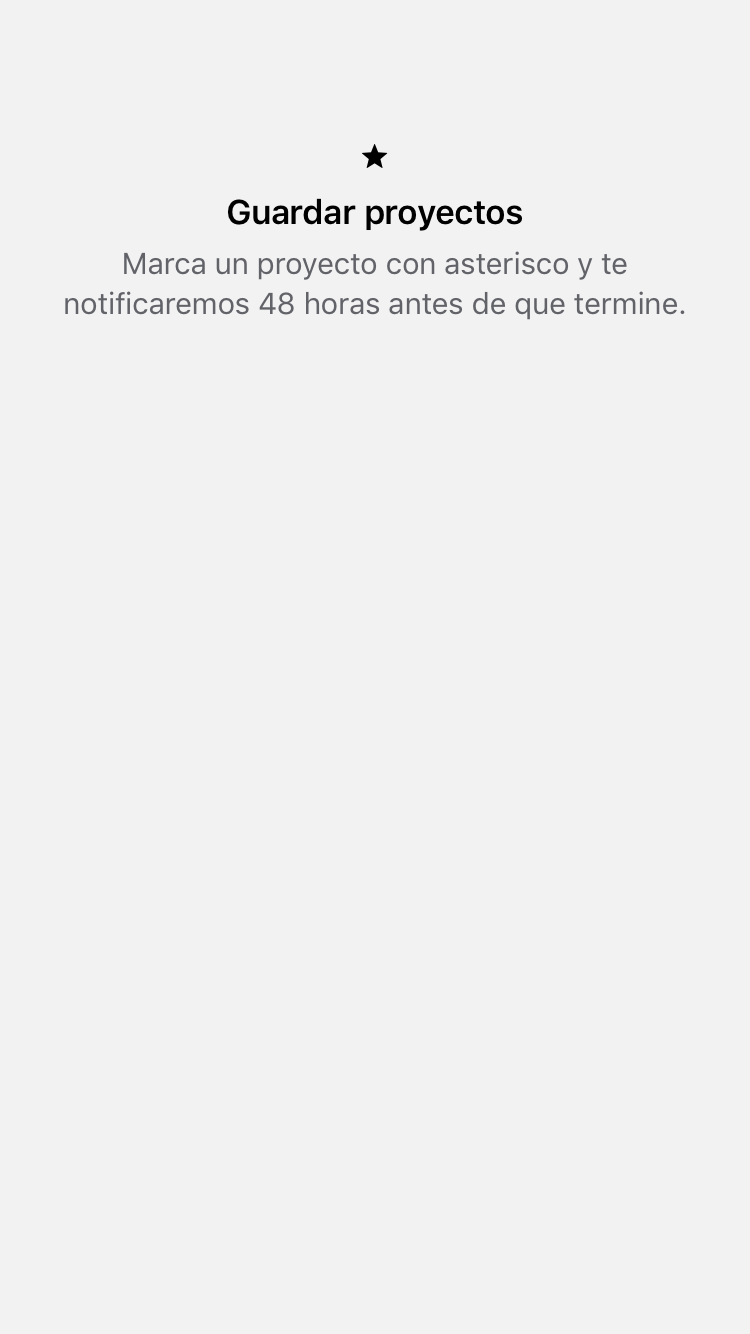 Guardar proyectos
Marca un proyecto con asterisco y te
notificaremos 48 horas antes de que termine.